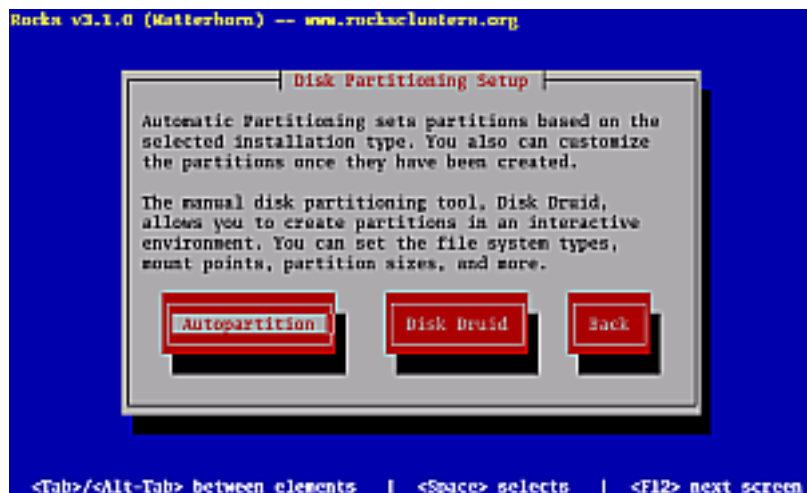 Rocks v3.1.0 (Matterhorn) -- www.rocksclusters.org
Disk Partitioning Setup
Automatic Partitioning sets partitions based on the
selected installation type. You also can customize
the partitions once they have been created.
The manual disk partitioning tool, Disk Druid,
allows you to create partitions in an interactive
environment. You can set the file system types,
mount points, partition sizes, and more.
Autopartition Disk Druid Back
<Tab>/<Alt-Tab> between elements | <Space> selects | <F12> next screen